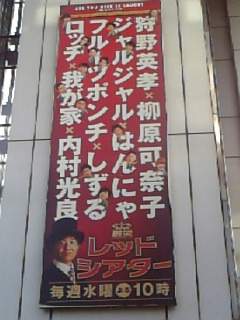 狩野英孝×柳原可奈子
ジャルジャル×はんにゃ
フルーツポンチ×しずる
ロッチ×我が家×内村光良
レッド
シアター
毎週水曜よる10時